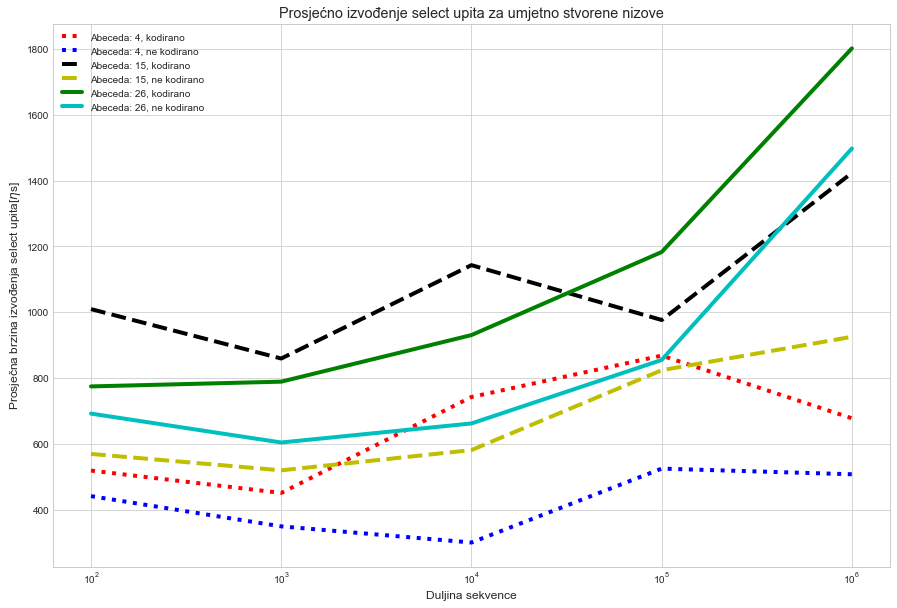 Prosječno izvođenje select upita za umjetno stvorene nizove
Abeceda: 4, kodirano
Abeceda: 4, ne kodirano
Abeceda: 15, kodirano
Abeceda: 15, ne kodirano
Abeceda: 26, kodirano
Abeceda: 26, ne kodirano
Prosječna brzina izvođenja select upita[ηs]
1800
1600
1400
1200
1000
800
600
400
10²
10³
10⁴
10⁵
10⁶
Duljina sekvence